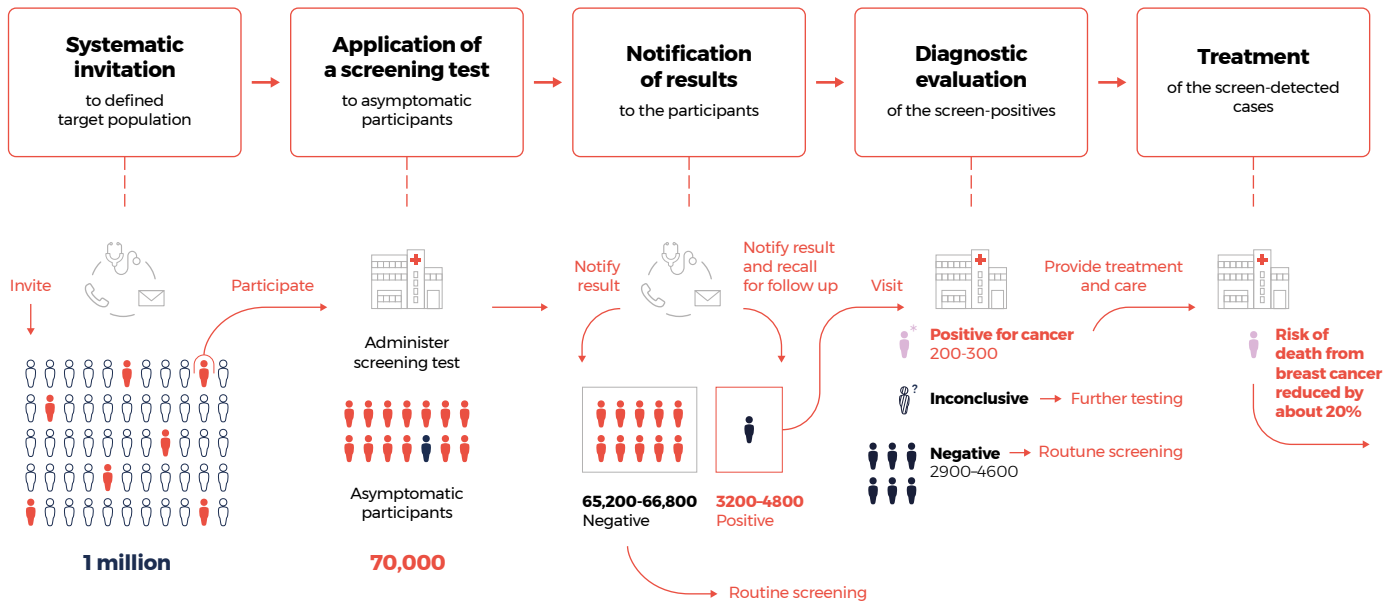 Systematic
invitation
to defined
target population
Application of
a screening test
to asymptomatic
participants
Notification
of results
to the participants
Diagnostic
evaluation
of the screen-positives
Treatment
of the screen-detected
cases
Invite
Participate
1 million
Administer
screening test
Asymptomatic
participants
70,000
Notify
result
Notify result
and recall
for follow up
65,200-66,800
Negative
3200–4800
Positive
Routine screening
Visit
Positive for cancer
200-300
*
?
Inconclusive
Further testing
Negative
2900–4600
Routune screening
Provide treatment
and care
Risk of
death from
breast cancer
reduced by
about 20%